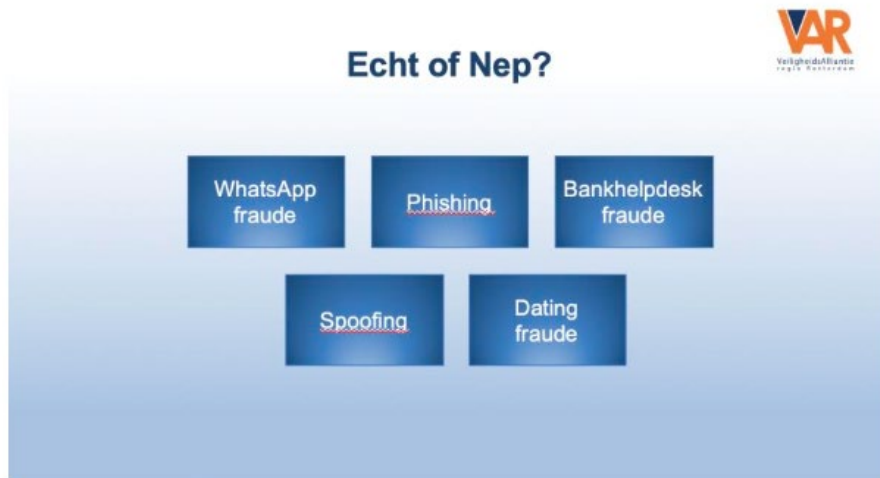 VAR
VeiligheidsAlliantie
regio Rotterdam
Echt of Nep?
WhatsApp
fraude
Phishing
Bankhelpdesk
fraude
Spoofing
Dating
fraude